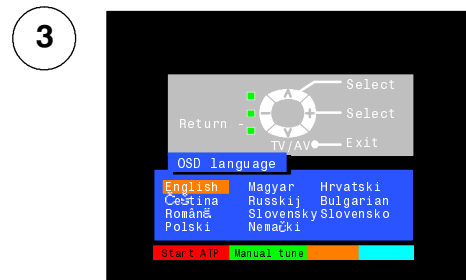 3
Select
Select
Return -
TV/AV Exit
OSD language
English Magyar Hrvatski
Čeština Russkij Bulgarian
Română Slovensky Slovensko
Polski Nemački
Start ATP Manual tune